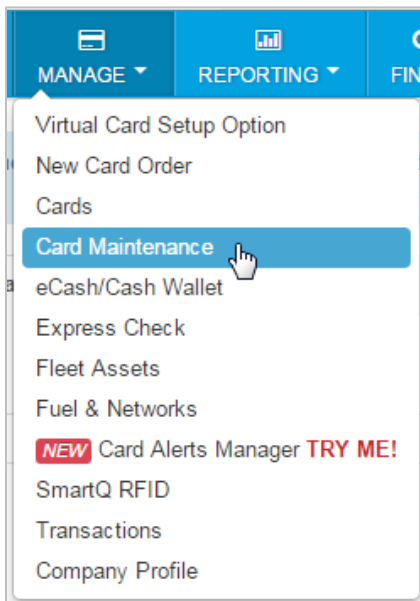 MANAGE
REPORTING
FIN
Virtual Card Setup Option
New Card Order
Cards
Card Maintenance
eCash/Cash Wallet
Express Check
Fleet Assets
Fuel & Networks
NEW Card Alerts Manager TRY ME!
SmartQ RFID
Transactions
Company Profile